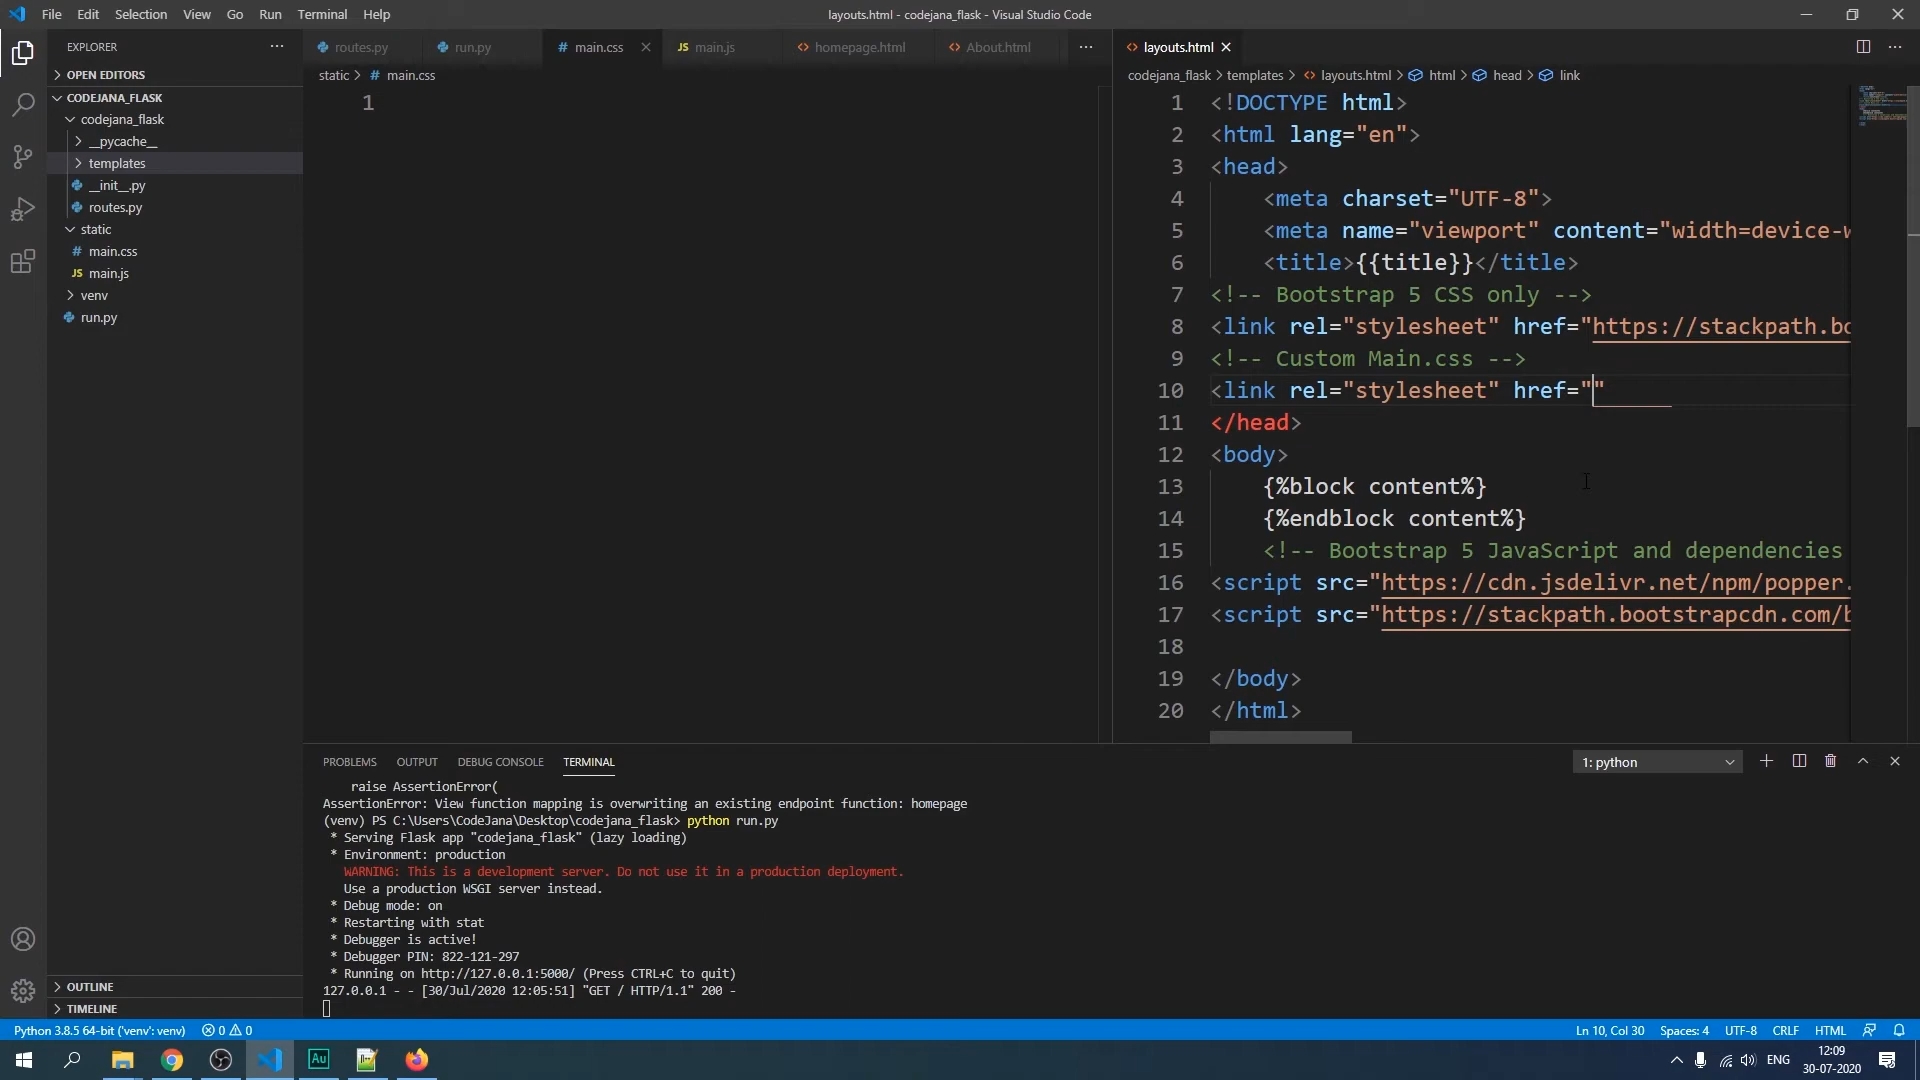 File Edit Selection View Go Run Terminal Help
layouts.html - codejana_flask - Visual Studio Code
EXPLORER
OPEN EDITORS
CODEJANA_FLASK
codejana_flask
__pycache__
templates
__init__.py
routes.py
static
main.css
main.js
venv
run.py
OUTLINE
TIMELINE
routes.py run.py # main.css JS main.js homepage.html About.html
static > # main.css
1
layouts.html
codejana_flask > templates > layouts.html > html > head > link
1 <!DOCTYPE html>
2 <html lang="en">
3 <head>
4 <meta charset="UTF-8">
5 <meta name="viewport" content="width=device-w
6 <title>{{title}}</title>
7 <!-- Bootstrap 5 CSS only -->
8 <link rel="stylesheet" href="https://stackpath.bo
9 <!-- Custom Main.css -->
10 <link rel="stylesheet" href=""
11 </head>
12 <body>
13 {%block content%}
14 {%endblock content%}
15 <!-- Bootstrap 5 JavaScript and dependencies
16 <script src="https://cdn.jsdelivr.net/npm/popper.
17 <script src="https://stackpath.bootstrapcdn.com/b
18
19 </body>
20 </html>
PROBLEMS OUTPUT DEBUG CONSOLE TERMINAL
1: python
raise AssertionError(
AssertionError: View function mapping is overwriting an existing endpoint function: homepage
(venv) PS C:\Users\CodeJana\Desktop\codejana_flask> python run.py
* Serving Flask app "codejana_flask" (lazy loading)
* Environment: production
WARNING: This is a development server. Do not use it in a production deployment.
Use a production WSGI server instead.
* Debug mode: on
* Restarting with stat
* Debugger is active!
* Debugger PIN: 822-121-297
* Running on http://127.0.0.1:5000/ (Press CTRL+C to quit)
127.0.0.1 - - [30/Jul/2020 12:05:51] "GET / HTTP/1.1" 200 -
Python 3.8.5 64-bit ('venv': venv) 0 0
Ln 10, Col 30 Spaces: 4 UTF-8 CRLF HTML
Au
ENG
12:09
30-07-2020